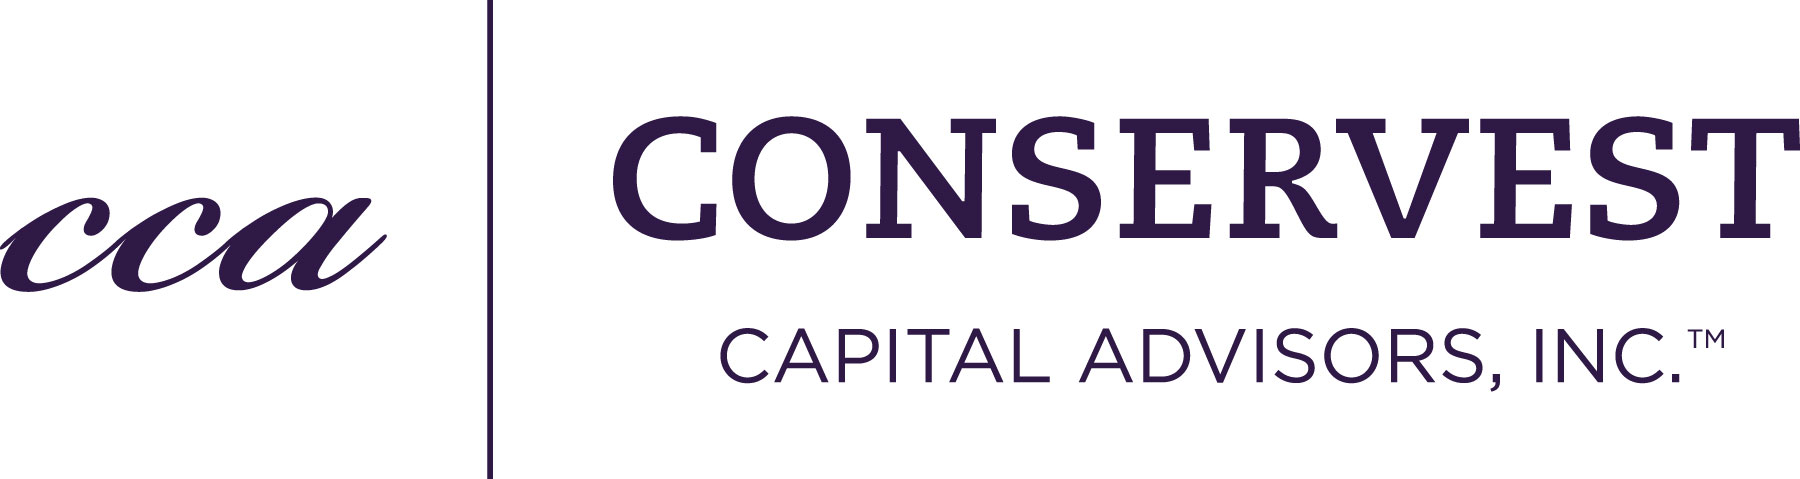 cca
CONSERVEST
CAPITAL ADVISORS, INC.™